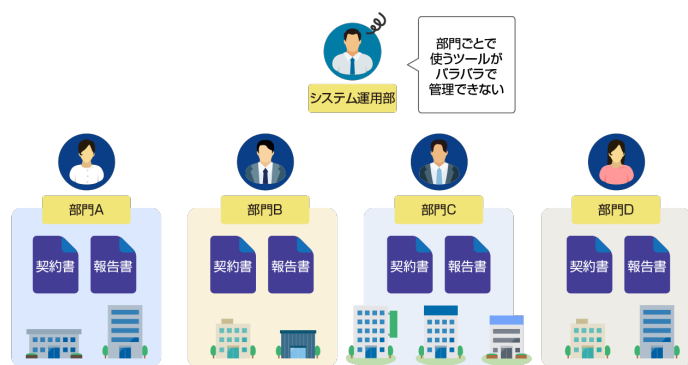 部門ごとで
使うツールが
バラバラで
管理できない
システム運用部
部門A
部門B
部門C
部門D
契約書 報告書
契約書 報告書
契約書 報告書
契約書 報告書